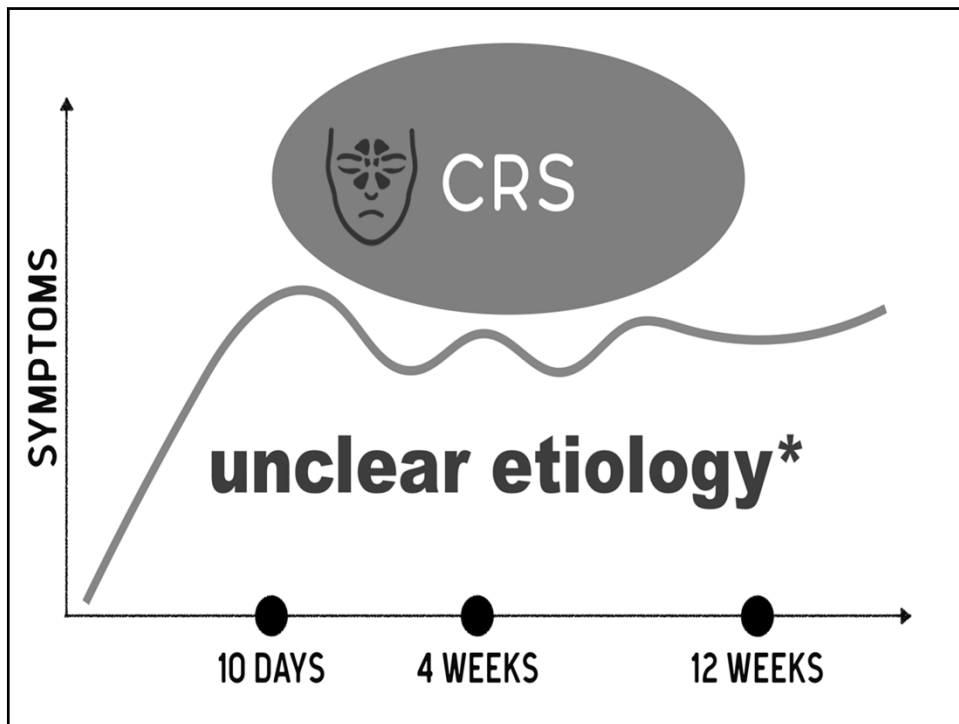 CRS
SYMPTOMS
unclear etiology*
10 DAYS
4 WEEKS
12 WEEKS